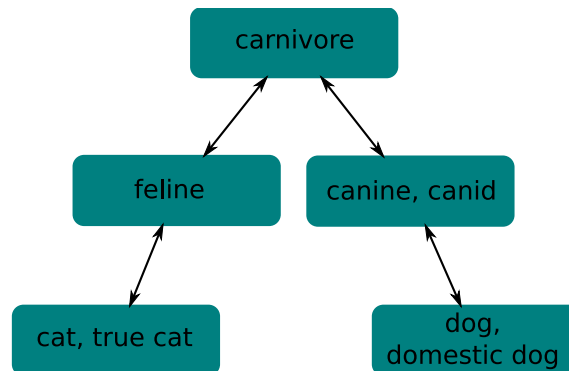 carnivore
feline
canine, canid
cat, true cat
dog,
domestic dog